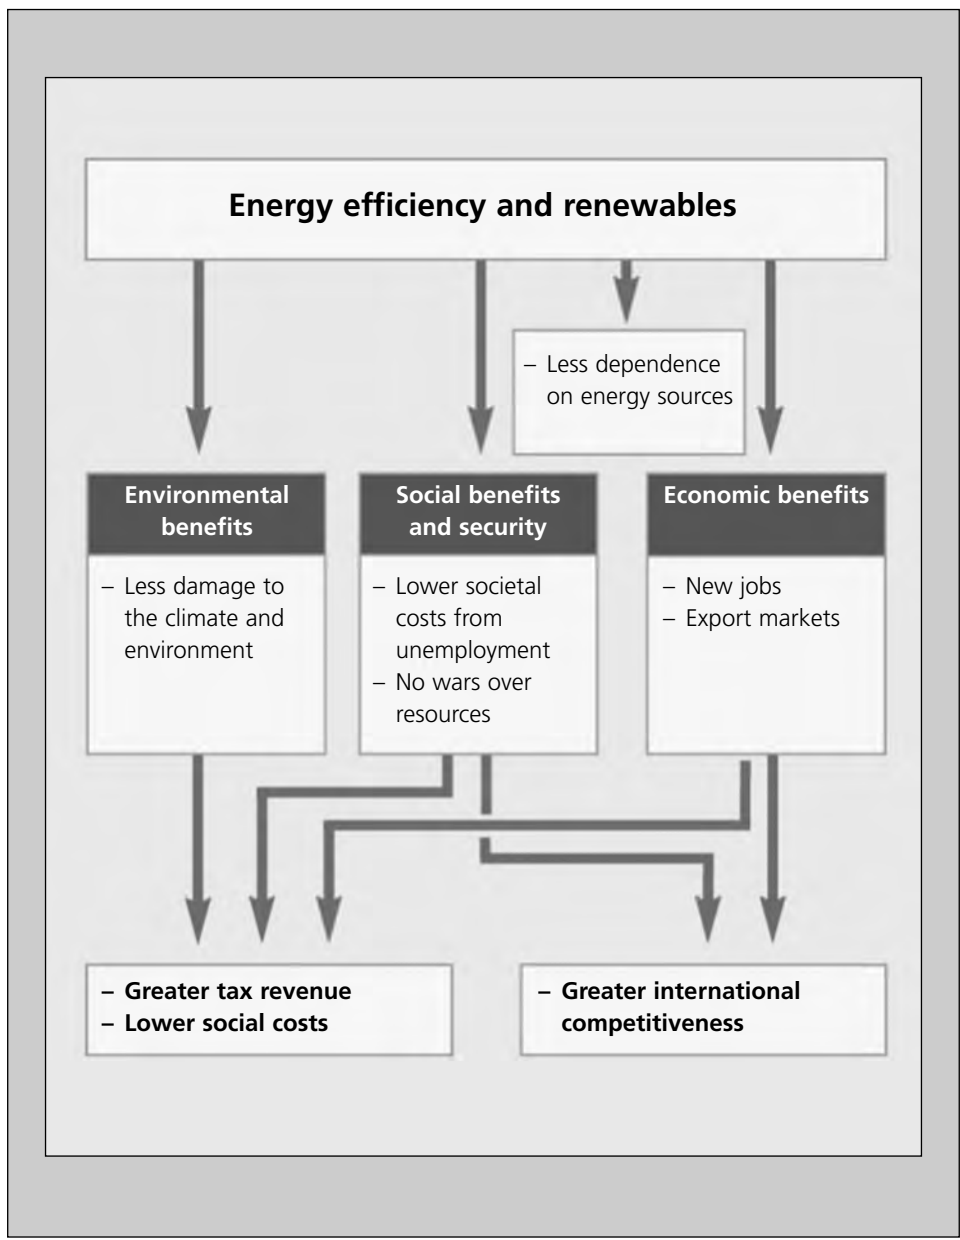 Energy efficiency and renewables
– Less dependence
on energy sources
Environmental
benefits
– Less damage to
the climate and
environment
Social benefits
and security
– Lower societal
costs from
unemployment
– No wars over
resources
Economic benefits
– New jobs
– Export markets
– Greater tax revenue
– Lower social costs
– Greater international
competitiveness